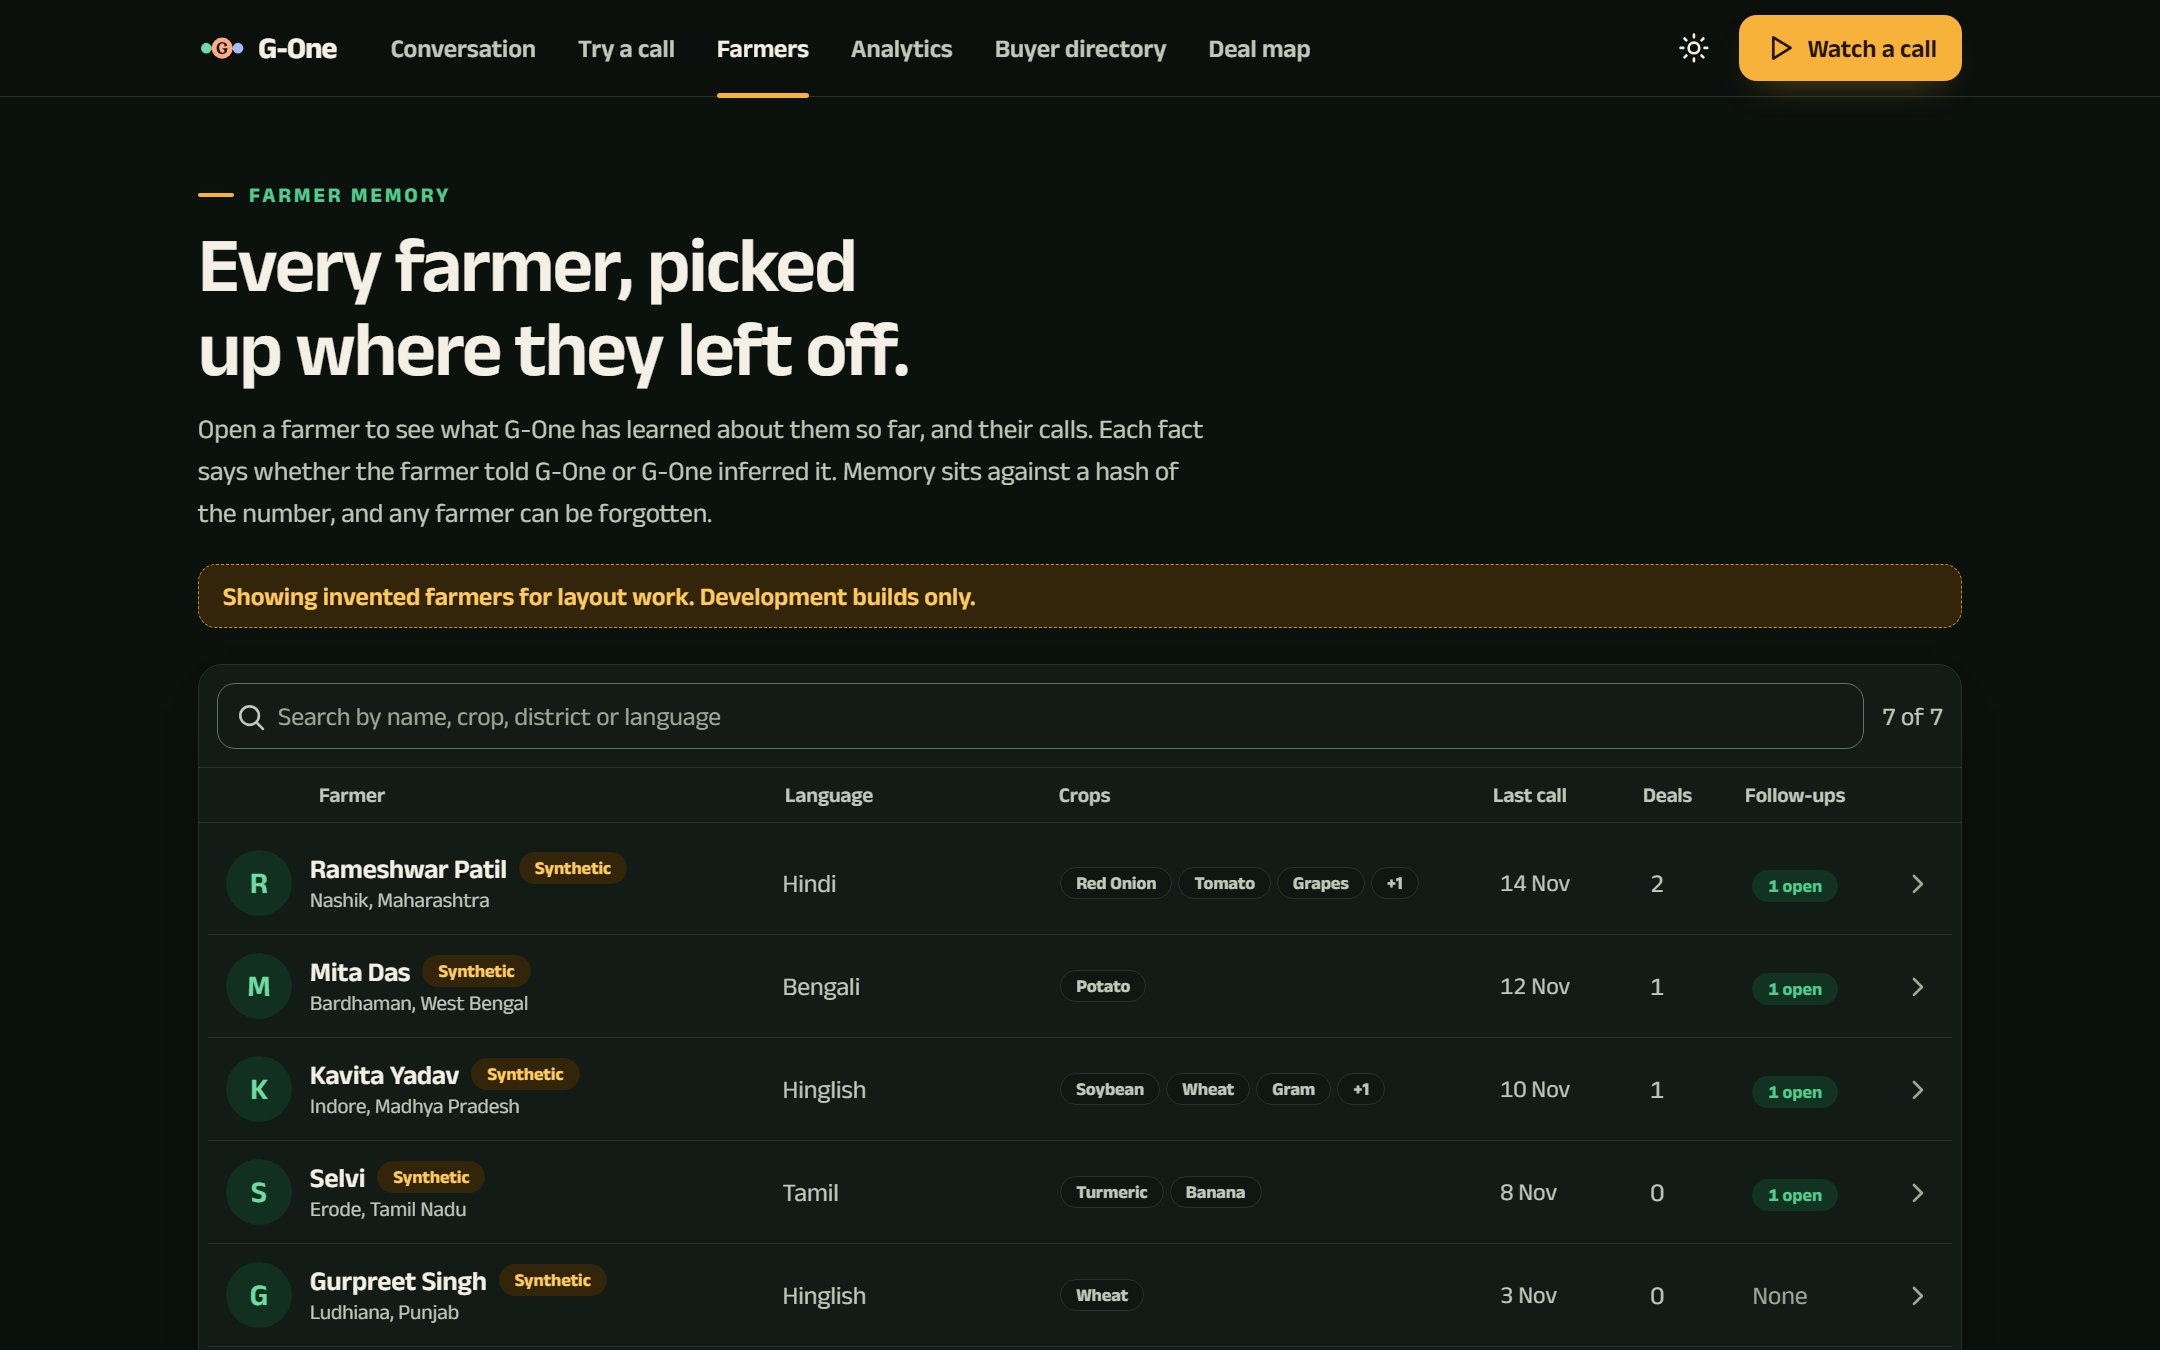 G G-One Conversation Try a call Farmers Analytics Buyer directory Deal map Watch a call
FARMER MEMORY
Every farmer, picked
up where they left off.
Open a farmer to see what G-One has learned about them so far, and their calls. Each fact
says whether the farmer told G-One or G-One inferred it. Memory sits against a hash of
the number, and any farmer can be forgotten.
Showing invented farmers for layout work. Development builds only.
Search by name, crop, district or language 7 of 7
Farmer Language Crops Last call Deals Follow-ups
R Rameshwar Patil Synthetic Hindi Red Onion Tomato Grapes +1 14 Nov 2 1 open
Nashik, Maharashtra
M Mita Das Synthetic Bengali Potato 12 Nov 1 1 open
Bardhaman, West Bengal
K Kavita Yadav Synthetic Hinglish Soybean Wheat Gram +1 10 Nov 1 1 open
Indore, Madhya Pradesh
S Selvi Synthetic Tamil Turmeric Banana 8 Nov 0 1 open
Erode, Tamil Nadu
G Gurpreet Singh Synthetic Hinglish Wheat 3 Nov 0 None
Ludhiana, Punjab